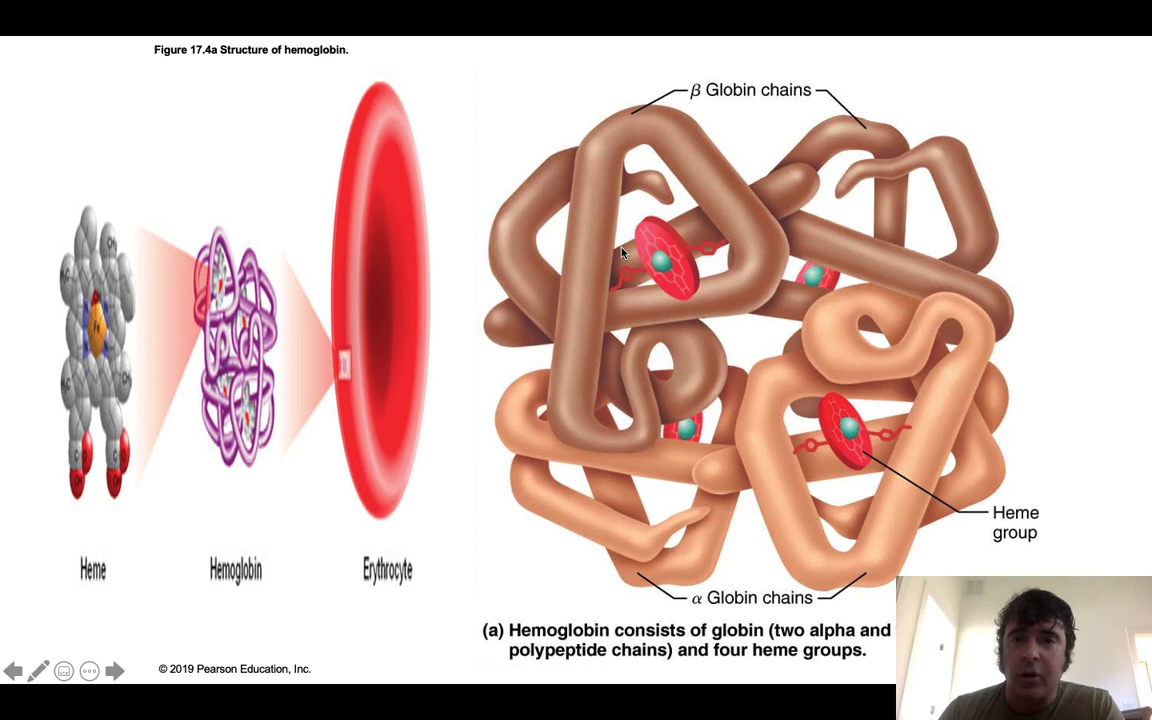 Figure 17.4a Structure of hemoglobin.
β Globin chains
Fe
Heme
Hemoglobin
Erythrocyte
Heme
group
α Globin chains
(a) Hemoglobin consists of globin (two alpha and
polypeptide chains) and four heme groups.
© 2019 Pearson Education, Inc.